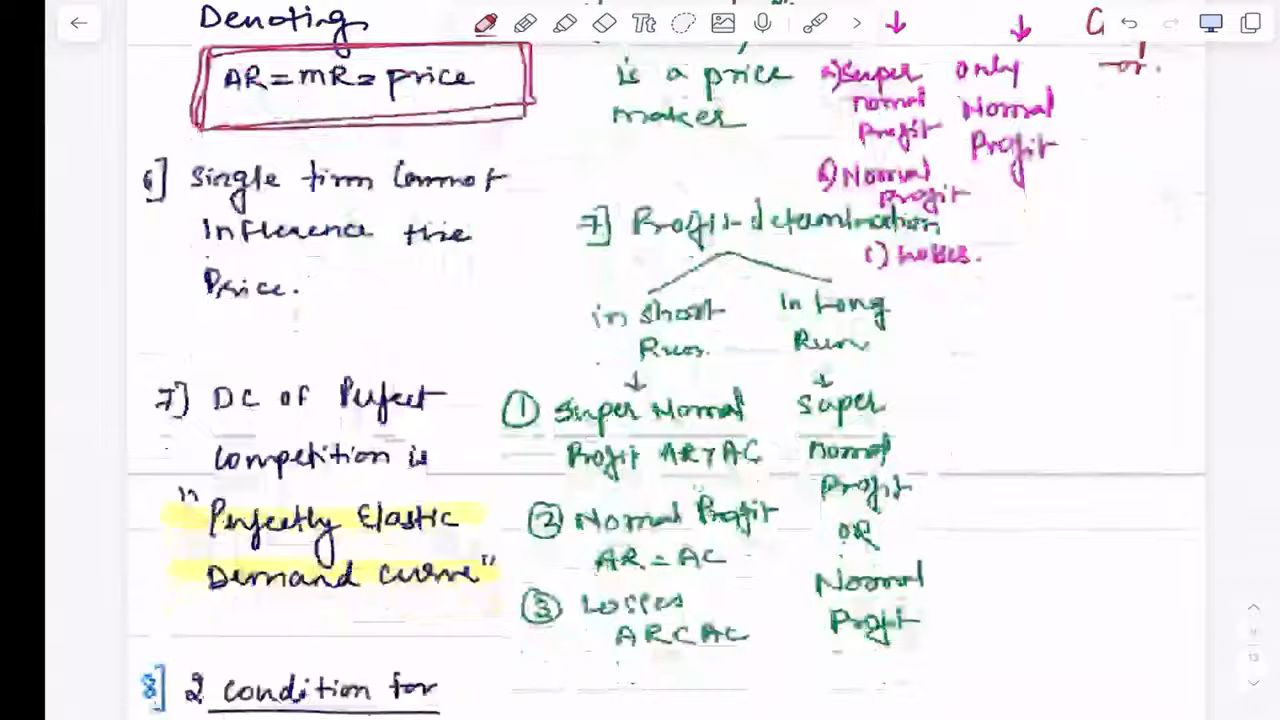 Denoting
AR = MR = price
6] Single firm Cannot
Influence the
Price.
7] DC of Perfect
Competition is
"Perfectly Elastic
Demand Curve"
8] 2 condition for
is a price
maker
7] Profit determination
in Short
Run.
↓
① Super Normal
Profit AR > AC
② Normal Profit
AR = AC
③ Losses
AR < AC
In Long
Run
↓
Super
Normal
Profit
OR
Normal
Profit
a) Super
normal
Profit
b) Normal
Profit
c) Losses.
only
Normal
Profit
Tt
13